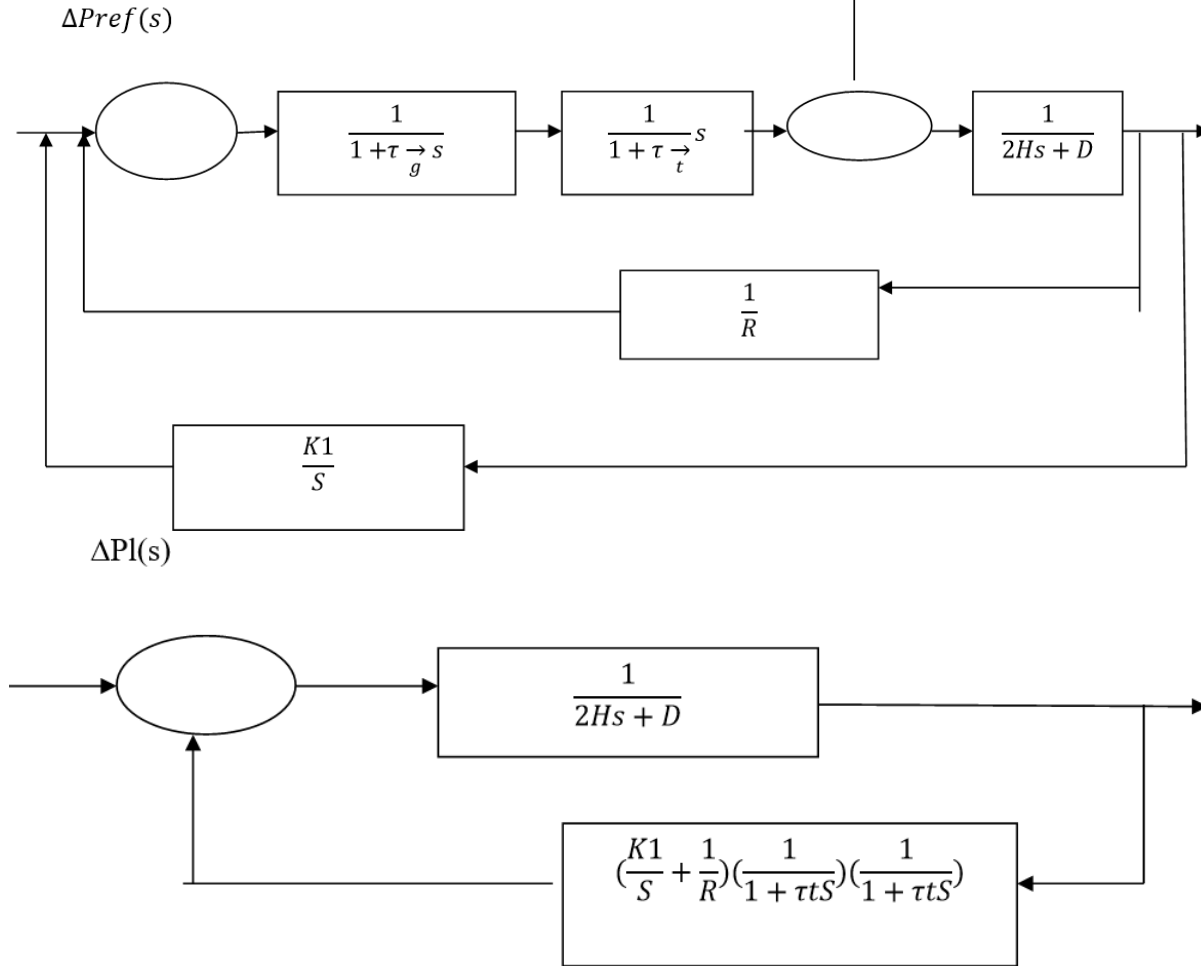 ΔPref(s)
1 / (1 + τ →g s)
1 / (1 + τ →t) s
1 / (2Hs + D)
1 / R
K1 / S
ΔPl(s)
1 / (2Hs + D)
(K1/S + 1/R)(1/(1 + τtS))(1/(1 + τtS))